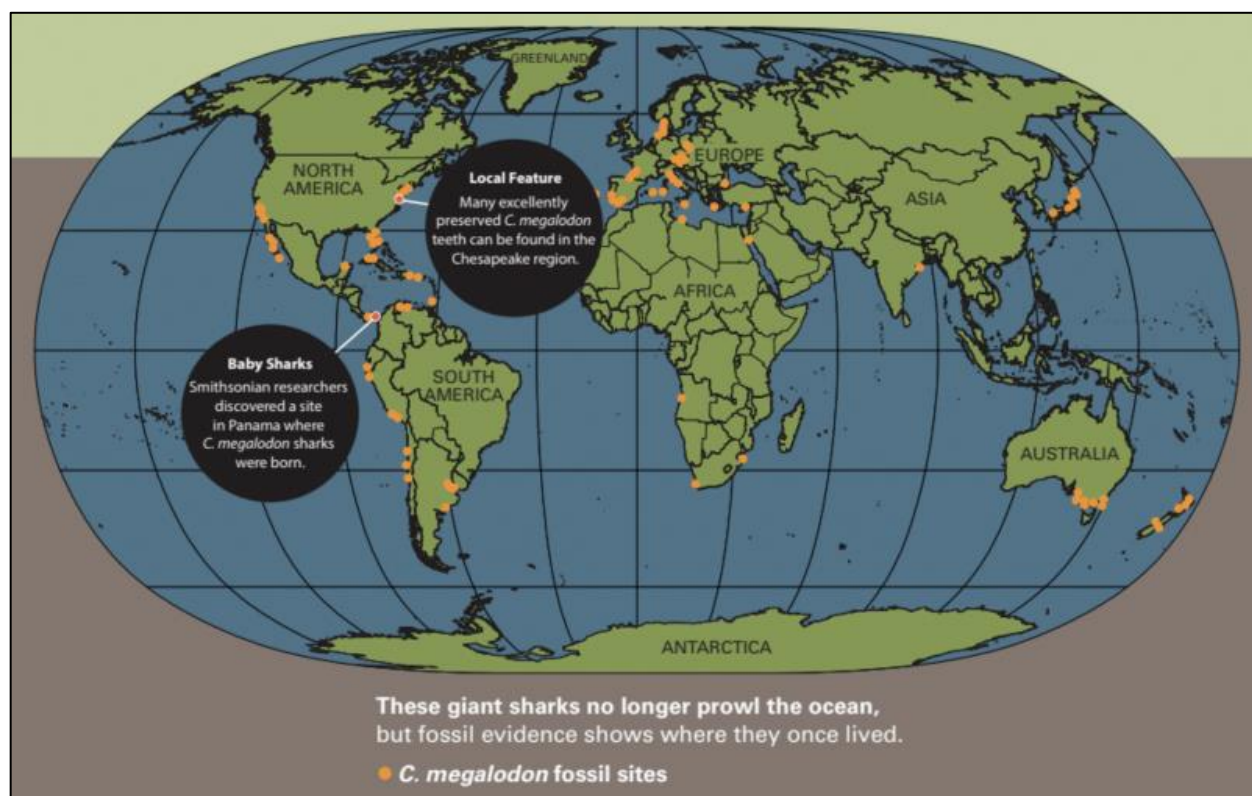 GREENLAND
NORTH
AMERICA
EUROPE
ASIA
Local Feature
Many excellently
preserved C. megalodon
teeth can be found in the
Chesapeake region.
AFRICA
Baby Sharks
Smithsonian researchers
discovered a site
in Panama where
C. megalodon sharks
were born.
SOUTH
AMERICA
AUSTRALIA
ANTARCTICA
These giant sharks no longer prowl the ocean,
but fossil evidence shows where they once lived.
C. megalodon fossil sites